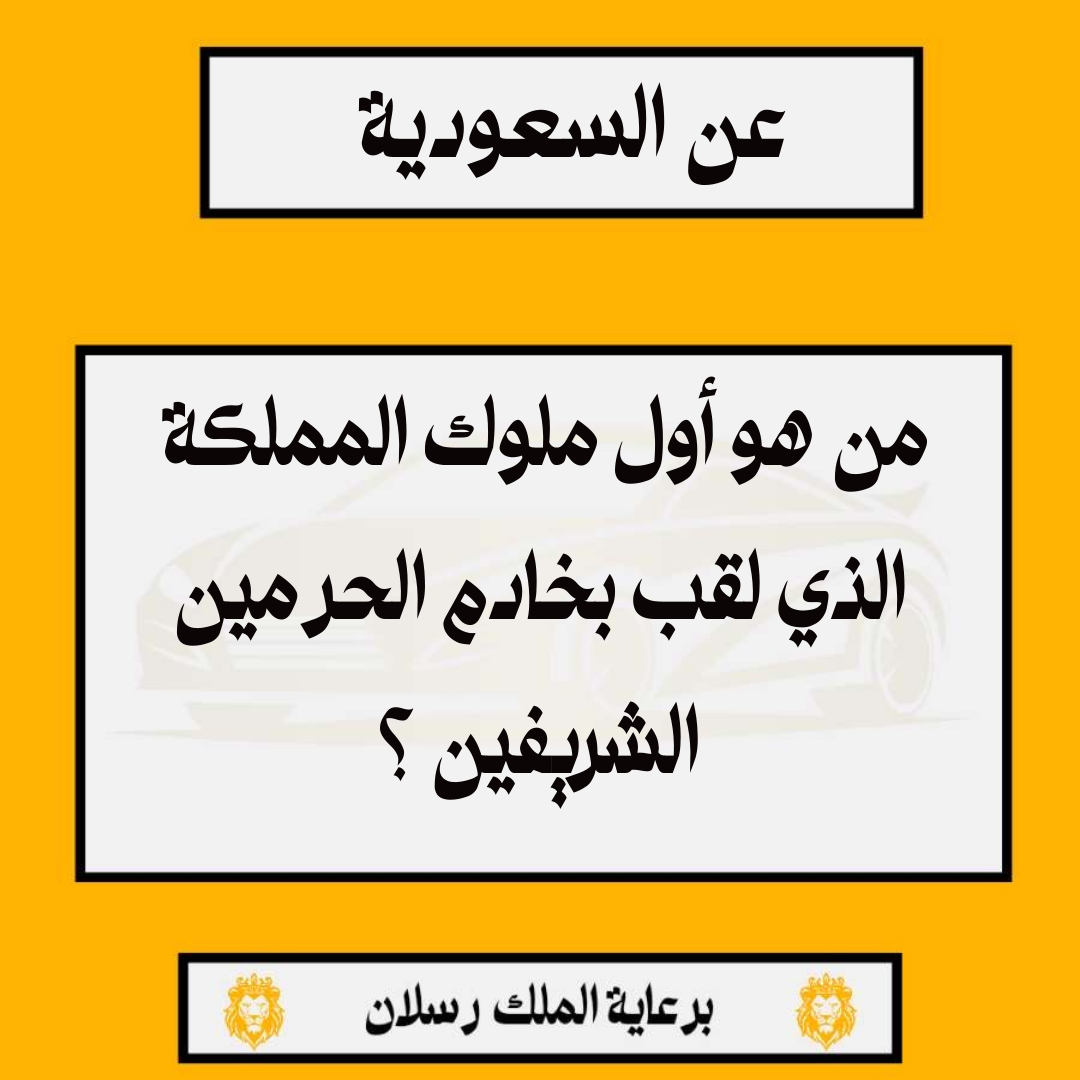 عن السعودية
من هو أول ملوك المملكة
الذي لقب بخادم الحرمين
الشريفين ؟
برعاية الملك رسلان